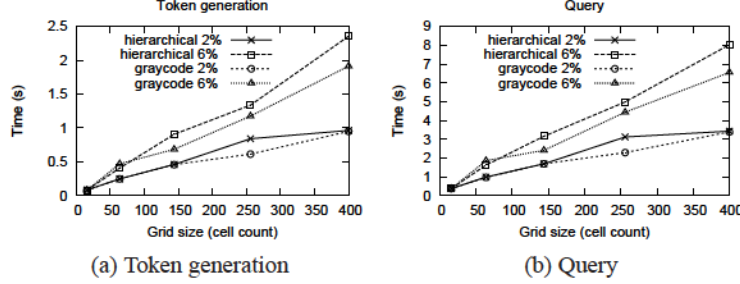 Token generation
hierarchical 2%
hierarchical 6%
graycode 2%
graycode 6%
Time (s)
2.5
2
1.5
1
0.5
0
0 50 100 150 200 250 300 350 400
Grid size (cell count)
(a) Token generation
Query
hierarchical 2%
hierarchical 6%
graycode 2%
graycode 6%
Time (s)
9
8
7
6
5
4
3
2
1
0
0 50 100 150 200 250 300 350 400
Grid size (cell count)
(b) Query